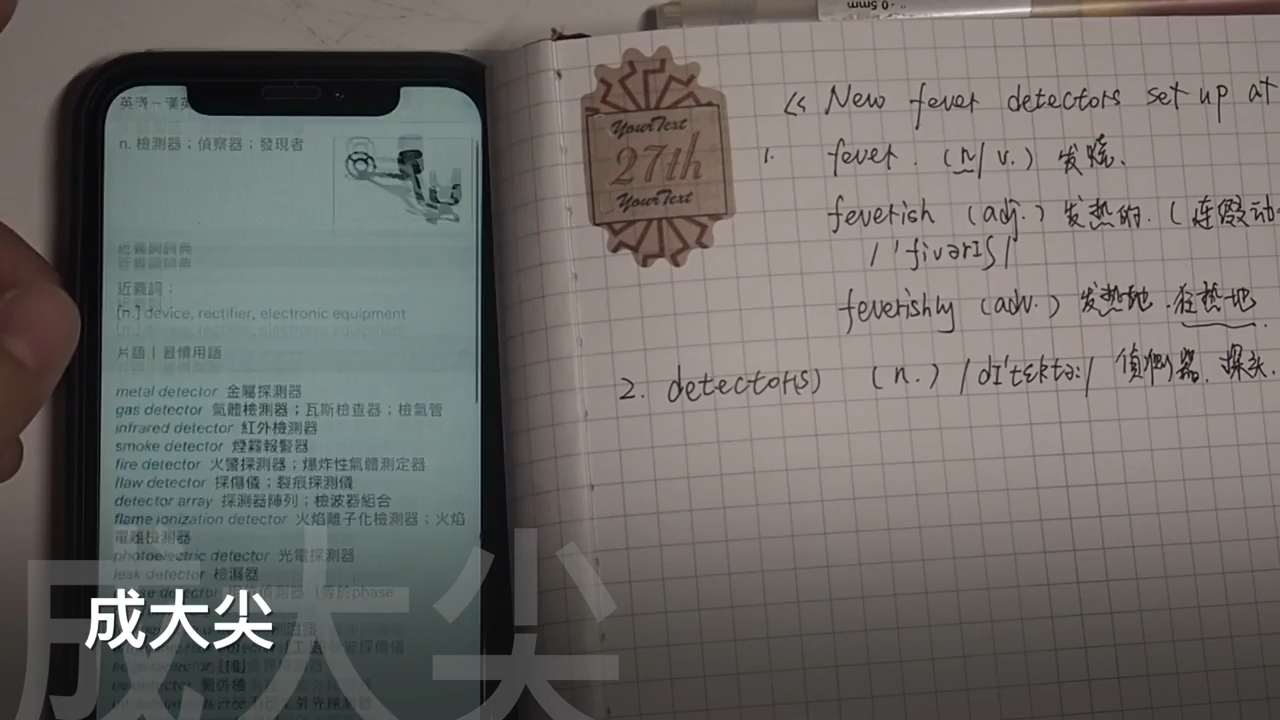 n. 檢測器；偵察器；發現者
近義詞詞典
近義詞：
[n.] device, rectifier, electronic equipment
片語 | 習慣用語
metal detector 金屬探測器
gas detector 氣體檢測器；瓦斯檢查器；檢氣管
infrared detector 紅外檢測器
smoke detector 煙霧報警器
fire detector 火警探測器；爆炸性氣體測定器
flaw detector 探傷儀；裂痕探測儀
detector array 探測器陣列；檢波器組合
flame ionization detector 火焰離子化檢測器；火焰
電離檢測器
photoelectric detector 光電探測器
leak detector 檢漏器
成大尖
成大尖
0.5mm
YourText
27th
YourText
<< New fever detectors set up at
1. fever. (n/v.) 发烧.
feverish (adj.) 发热的. (连假动
/'fivərɪʃ/
feverishly (adv.) 发热地.狂热地
2. detector(s) (n.) /dɪ'tɛktɚ/ 偵測器. 探头.